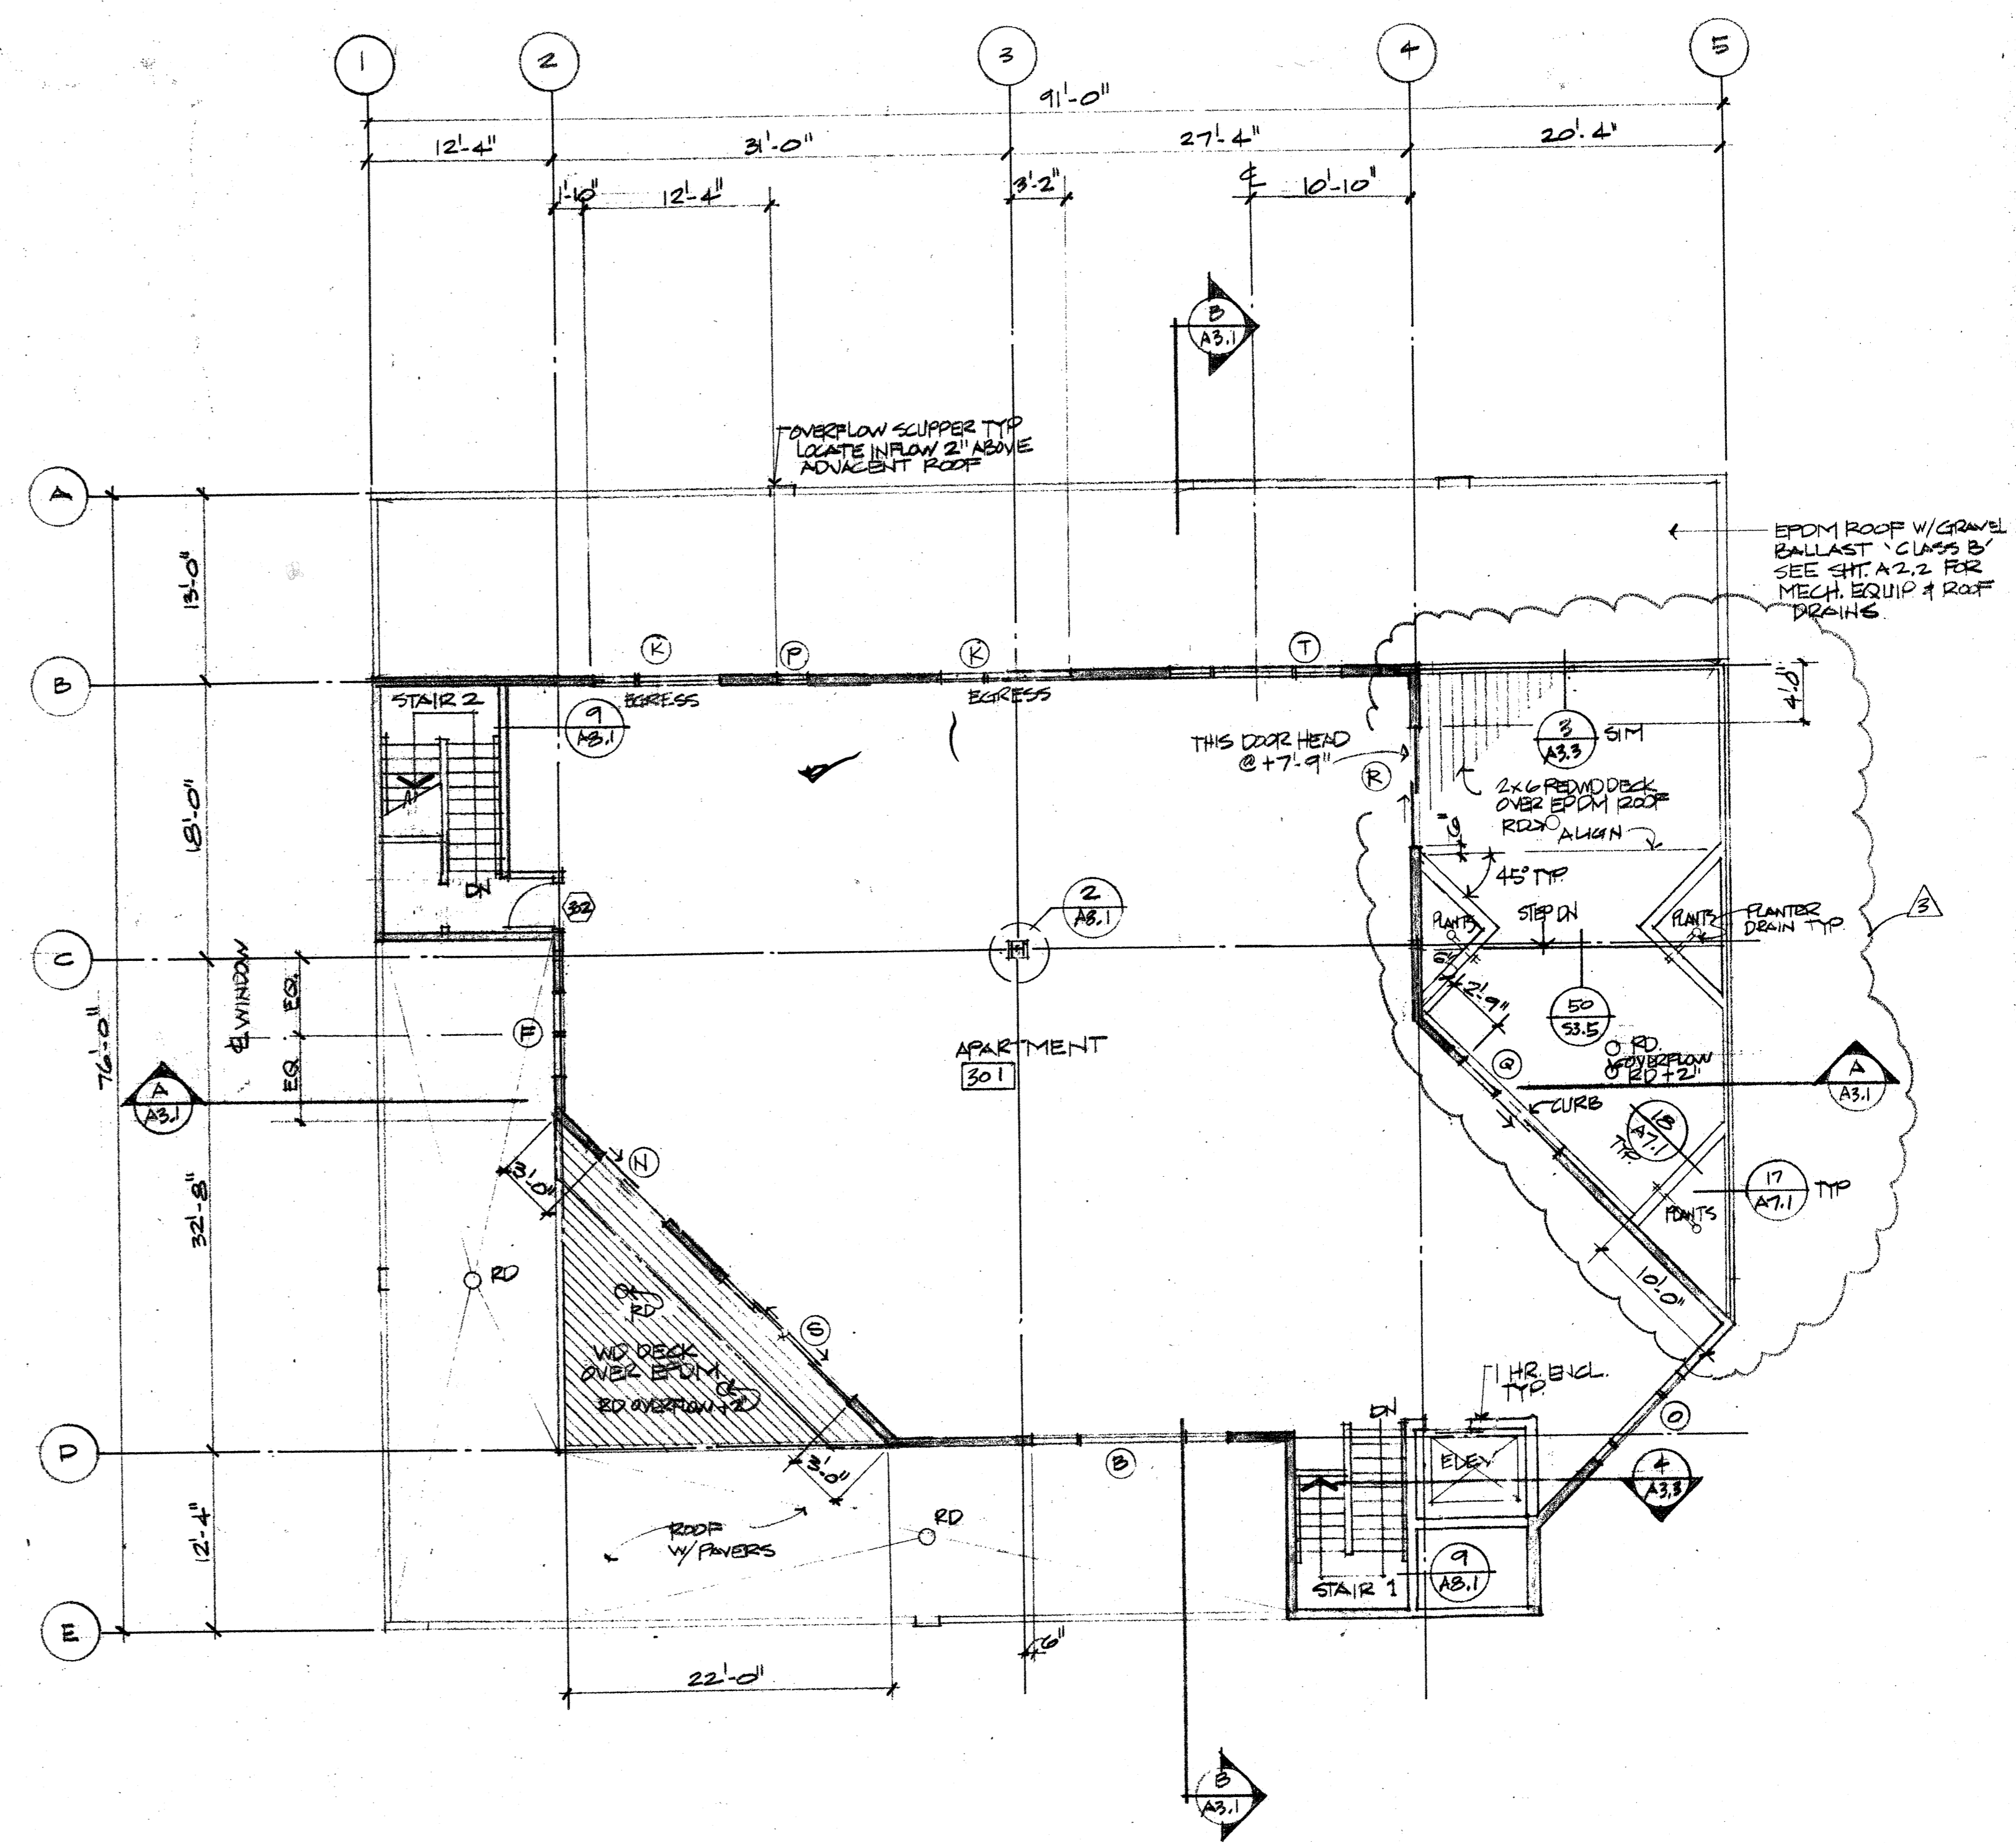 1
2
3
4
5
91'-0"
12'-4"
31'-0"
27'-4"
20'-4"
1'-10"
12'-4"
3'-2"
10'-10"
B
A3.1
OVERFLOW SCUPPER TYP
LOCATE INFLOW 2" ABOVE
ADVACENT ROOF
A
EPDM ROOF W/GRAVEL
BALLAST 'CLASS B'
SEE SHT. A2.2 FOR
MECH. EQUIP & ROOF
DRAINS.
13'-0"
B
K
P
K
T
EGRESS
EGRESS
STAIR 2
9
A8.1
4'-0"
3
A3.3
SIM
THIS DOOR HEAD
@ +7'-9"
R
2x6 REDWD DECK
OVER EPDM ROOF
RD
ALIGN
6"
45° TYP.
18'-0"
DN
302
2
A8.1
PLANTS
STEP DN
PLANTS
PLANTER
DRAIN TYP.
3
C
WINDOW
EQ.
EQ
F
2'-9"
50
S3.5
APARTMENT
301
RD.
OVERFLOW
RD +2"
Q
CURB
76'-0"
A
A3.1
A
A3.1
18
A7.1
TYP.
17
A7.1
TYP
PLANTS
N
3'-0"
32'-8"
RD
RD
10'-0"
S
WD DECK
OVER EPDM
RD OVERFLOW +2"
1 HR. ENCL.
TYP.
DN
O
D
B
ELEV
4
A3.3
3'-0"
12'-4"
ROOF
W/ PAVERS
RD
STAIR 1
9
A8.1
E
6"
22'-0"
B
A3.1